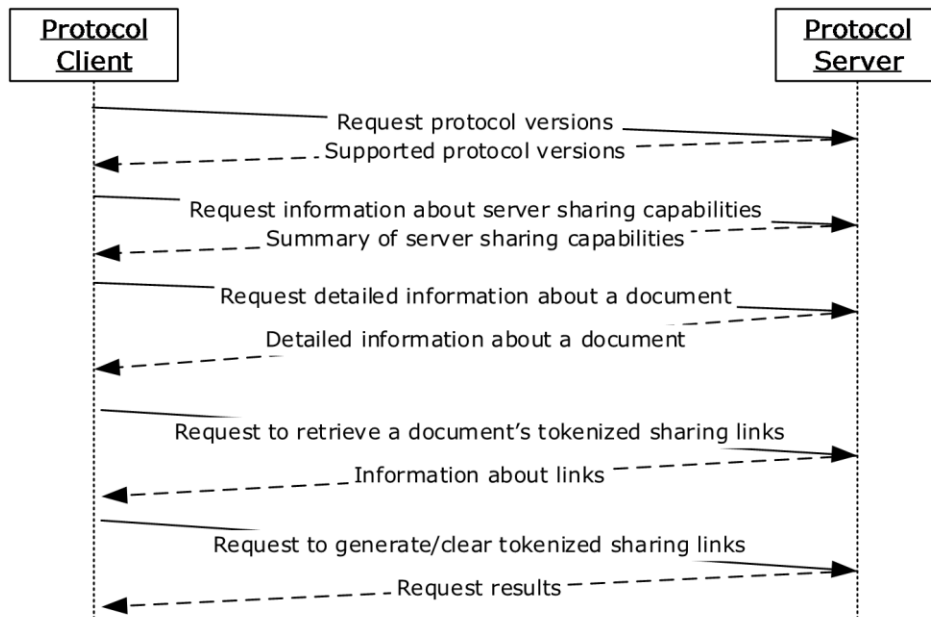 Protocol
Client
Protocol
Server
Request protocol versions
Supported protocol versions
Request information about server sharing capabilities
Summary of server sharing capabilities
Request detailed information about a document
Detailed information about a document
Request to retrieve a document’s tokenized sharing links
Information about links
Request to generate/clear tokenized sharing links
Request results